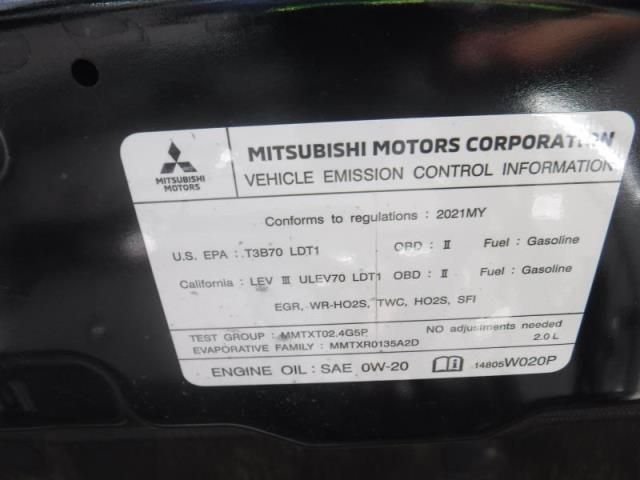 MITSUBISHI MOTORS
MITSUBISHI MOTORS CORPORATION
VEHICLE EMISSION CONTROL INFORMATION
Conforms to regulations : 2021MY
U.S. EPA : T3B70 LDT1 OBD : II Fuel : Gasoline
California : LEV III ULEV70 LDT1 OBD : II Fuel : Gasoline
EGR, WR-HO2S, TWC, HO2S, SFI
TEST GROUP : MMTXT02.4G5P NO adjustments needed
EVAPORATIVE FAMILY : MMTXR0135A2D 2.0 L
ENGINE OIL : SAE 0W-20 14805W020P